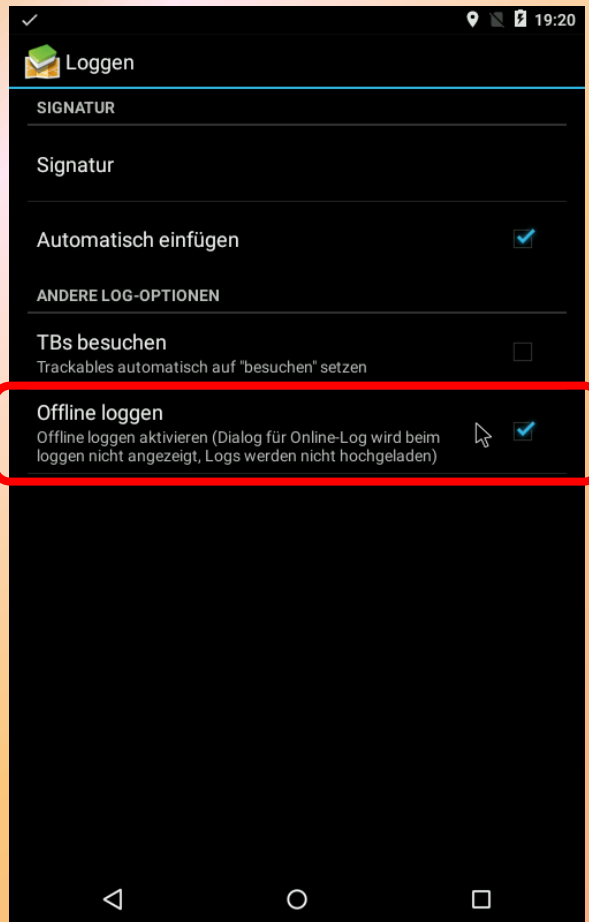 19:20
Loggen
SIGNATUR
Signatur
Automatisch einfügen
ANDERE LOG-OPTIONEN
TBs besuchen
Trackables automatisch auf "besuchen" setzen
Offline loggen
Offline loggen aktivieren (Dialog für Online-Log wird beim
loggen nicht angezeigt, Logs werden nicht hochgeladen)